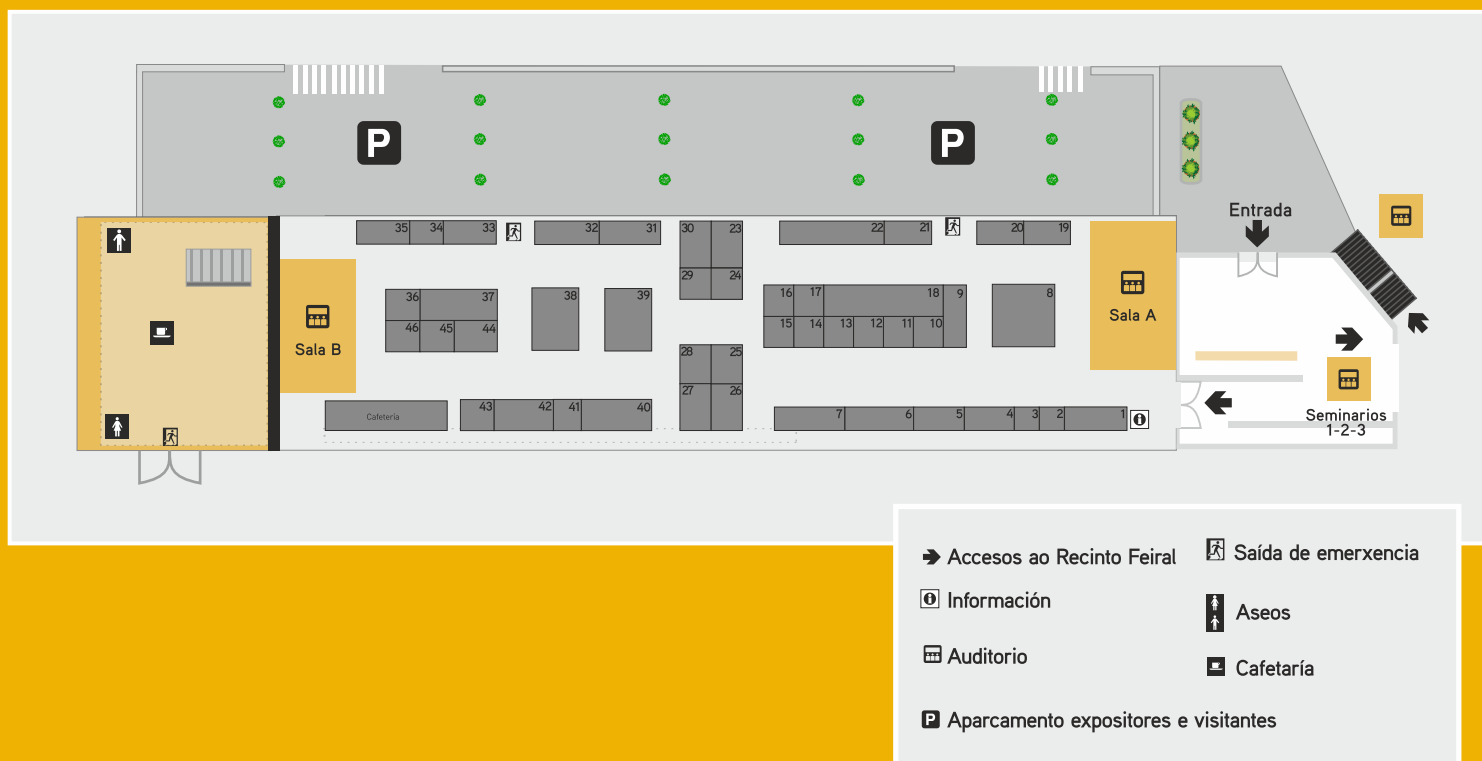 P
P
Entrada
35 34 33
32 31
30 23
22 21
20 19
29 24
36 37
38
39
16 17 18 9
8
Sala A
46 45 44
15 14 13 12 11 10
Sala B
28 25
27 26
Cafetería
43 42 41 40
7 6 5 4 3 2 1
Seminarios
1-2-3
Accesos ao Recinto Feiral
Saída de emerxencia
Información
Aseos
Auditorio
Cafetaría
P Aparcamento expositores e visitantes